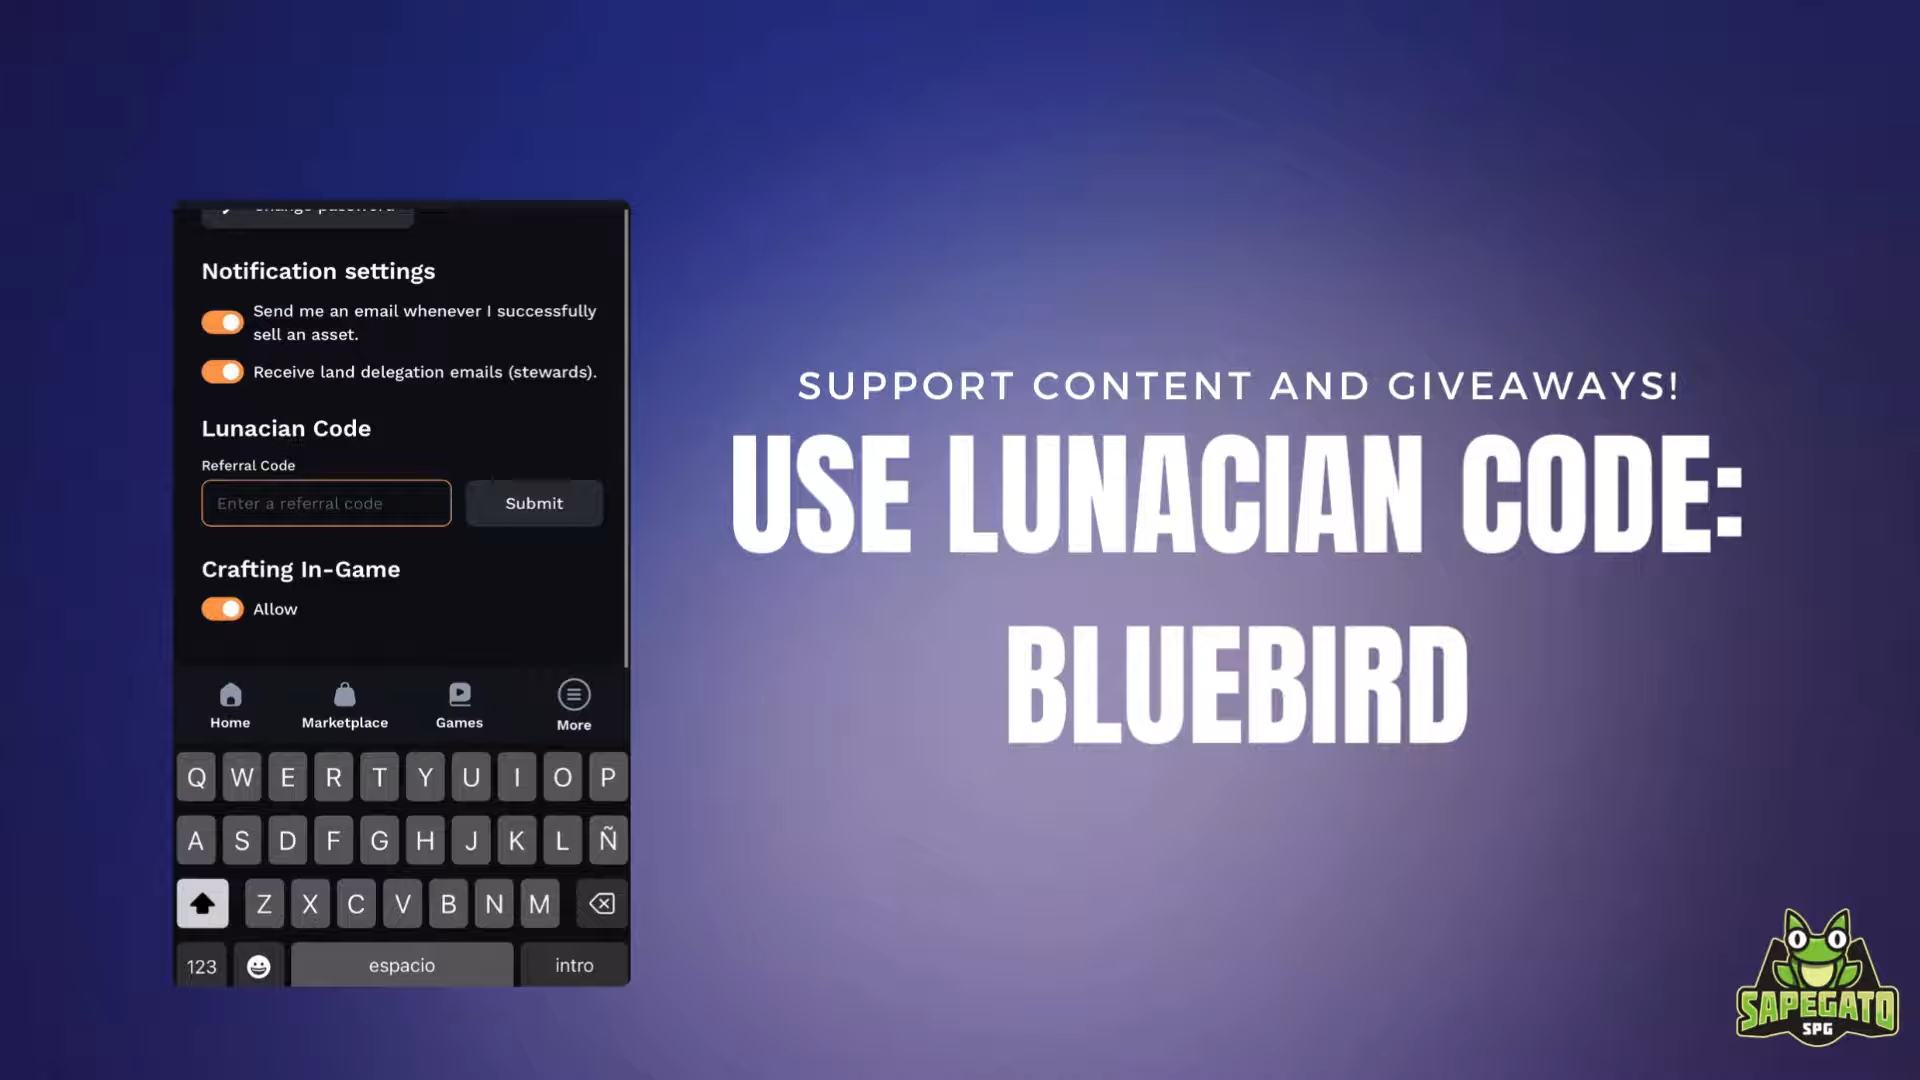 Change password
Notification settings
Send me an email whenever I successfully
sell an asset.
Receive land delegation emails (stewards).
Lunacian Code
Referral Code
Enter a referral code
Submit
Crafting In-Game
Allow
Home
Marketplace
Games
More
Q W E R T Y U I O P
A S D F G H J K L Ñ
Z X C V B N M
123
espacio
intro
SUPPORT CONTENT AND GIVEAWAYS!
USE LUNACIAN CODE:
BLUEBIRD
SAPEGATO
SPG